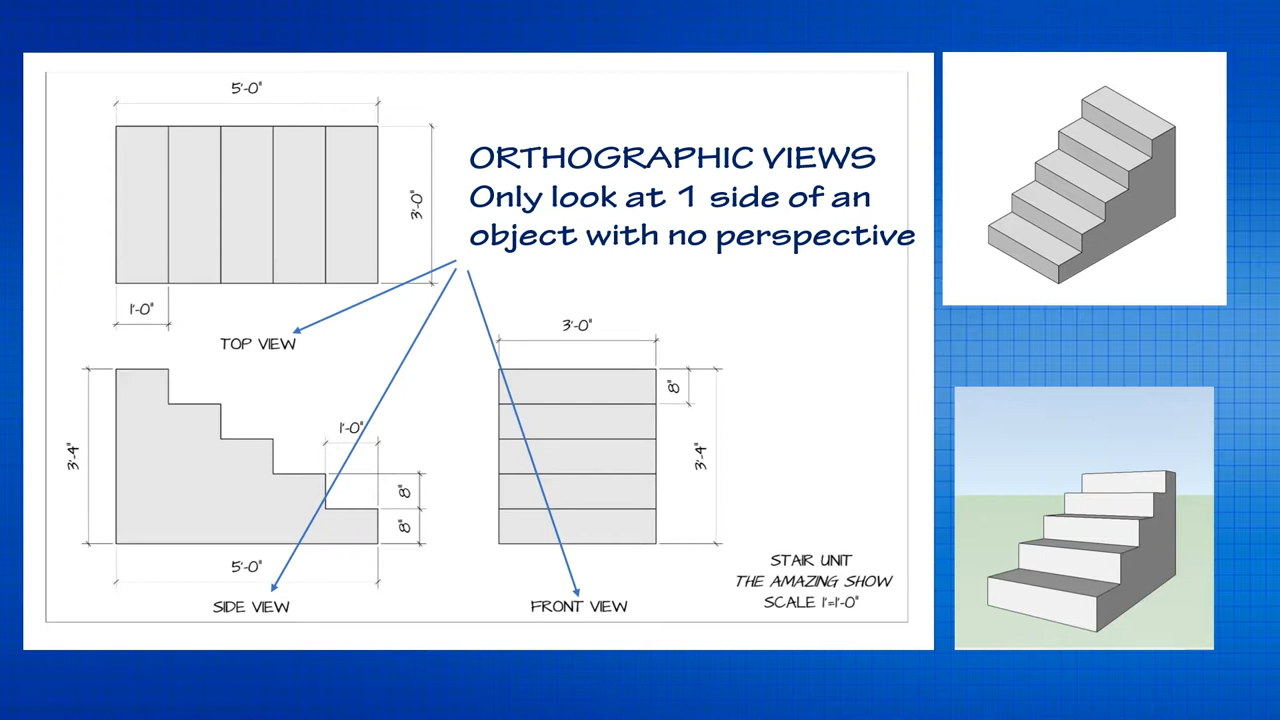 5'-0"
ORTHOGRAPHIC VIEWS
Only look at 1 side of an
object with no perspective
3'-0"
1'-0"
TOP VIEW
3'-0"
8"
3'-4"
1'-0"
3'-4"
8"
8"
5'-0"
SIDE VIEW
FRONT VIEW
STAIR UNIT
THE AMAZING SHOW
SCALE 1'=1'-0"